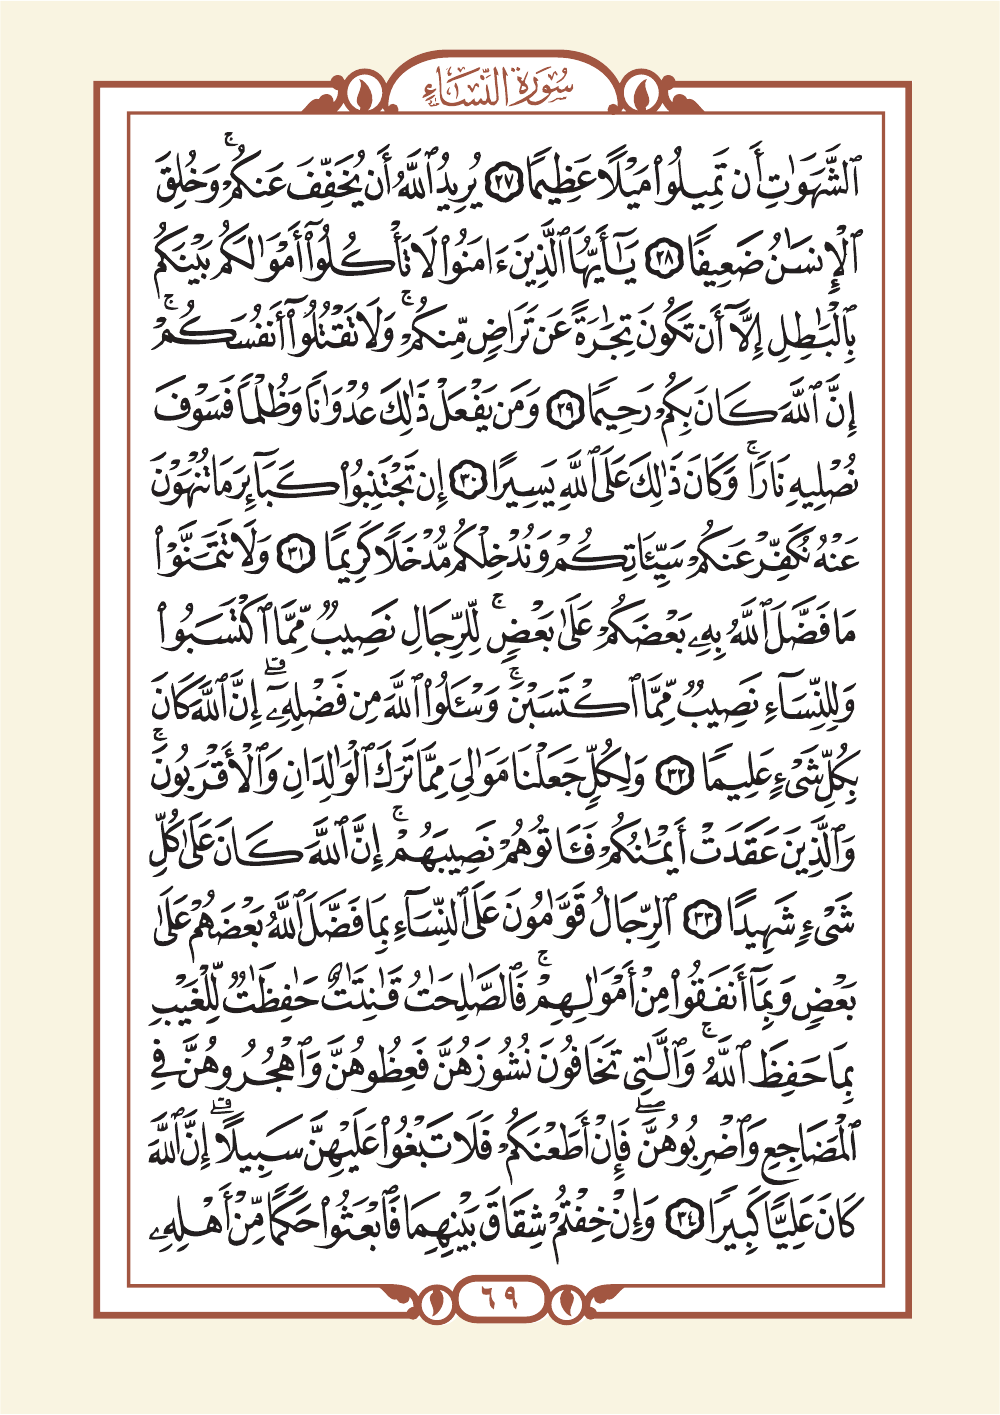 سُورَةُ النِّسَاءِ
ٱلشَّهَوَٰتِ أَن تَمِيلُوا۟ مَيْلًا عَظِيمًا ٢٧ يُرِيدُ ٱللَّهُ أَن يُخَفِّفَ عَنكُمْ ۚ وَخُلِقَ
ٱلْإِنسَـٰنُ ضَعِيفًا ٢٨ يَـٰٓأَيُّهَا ٱلَّذِينَ ءَامَنُوا۟ لَا تَأْكُلُوٓا۟ أَمْوَٰلَكُم بَيْنَكُم
بِٱلْبَـٰطِلِ إِلَّآ أَن تَكُونَ تِجَـٰرَةً عَن تَرَاضٍ مِّنكُمْ ۚ وَلَا تَقْتُلُوٓا۟ أَنفُسَكُمْ ۚ
إِنَّ ٱللَّهَ كَانَ بِكُمْ رَحِيمًا ٢٩ وَمَن يَفْعَلْ ذَٰلِكَ عُدْوَٰنًا وَظُلْمًا فَسَوْفَ
نُصْلِيهِ نَارًا ۚ وَكَانَ ذَٰلِكَ عَلَى ٱللَّهِ يَسِيرًا ٣٠ إِن تَجْتَنِبُوا۟ كَبَآئِرَ مَا تُنْهَوْنَ
عَنْهُ نُكَفِّرْ عَنكُمْ سَيِّـَٔاتِكُمْ وَنُدْخِلْكُم مُّدْخَلًا كَرِيمًا ٣١ وَلَا تَتَمَنَّوْا۟
مَا فَضَّلَ ٱللَّهُ بِهِۦ بَعْضَكُمْ عَلَىٰ بَعْضٍ ۚ لِّلرِّجَالِ نَصِيبٌ مِّمَّا ٱكْتَسَبُوا۟
وَلِلنِّسَآءِ نَصِيبٌ مِّمَّا ٱكْتَسَبْنَ ۚ وَسْـَٔلُوا۟ ٱللَّهَ مِن فَضْلِهِۦٓ ۗ إِنَّ ٱللَّهَ كَانَ
بِكُلِّ شَىْءٍ عَلِيمًا ٣٢ وَلِكُلٍّ جَعَلْنَا مَوَٰلِىَ مِمَّا تَرَكَ ٱلْوَٰلِدَانِ وَٱلْأَقْرَبُونَ ۚ
وَٱلَّذِينَ عَقَدَتْ أَيْمَـٰنُكُمْ فَـَٔاتُوهُمْ نَصِيبَهُمْ ۚ إِنَّ ٱللَّهَ كَانَ عَلَىٰ كُلِّ
شَىْءٍ شَهِيدًا ٣٣ ٱلرِّجَالُ قَوَّٰمُونَ عَلَى ٱلنِّسَآءِ بِمَا فَضَّلَ ٱللَّهُ بَعْضَهُمْ عَلَىٰ
بَعْضٍ وَبِمَآ أَنفَقُوا۟ مِنْ أَمْوَٰلِهِمْ ۚ فَٱلصَّـٰلِحَـٰتُ قَـٰنِتَـٰتٌ حَـٰفِظَـٰتٌ لِّلْغَيْبِ
بِمَا حَفِظَ ٱللَّهُ ۚ وَٱلَّـٰتِى تَخَافُونَ نُشُوزَهُنَّ فَعِظُوهُنَّ وَٱهْجُرُوهُنَّ فِى
ٱلْمَضَاجِعِ وَٱضْرِبُوهُنَّ ۖ فَإِنْ أَطَعْنَكُمْ فَلَا تَبْغُوا۟ عَلَيْهِنَّ سَبِيلًا ۗ إِنَّ ٱللَّهَ
كَانَ عَلِيًّا كَبِيرًا ٣٤ وَإِنْ خِفْتُمْ شِقَاقَ بَيْنِهِمَا فَٱبْعَثُوا۟ حَكَمًا مِّنْ أَهْلِهِۦ
٦٩